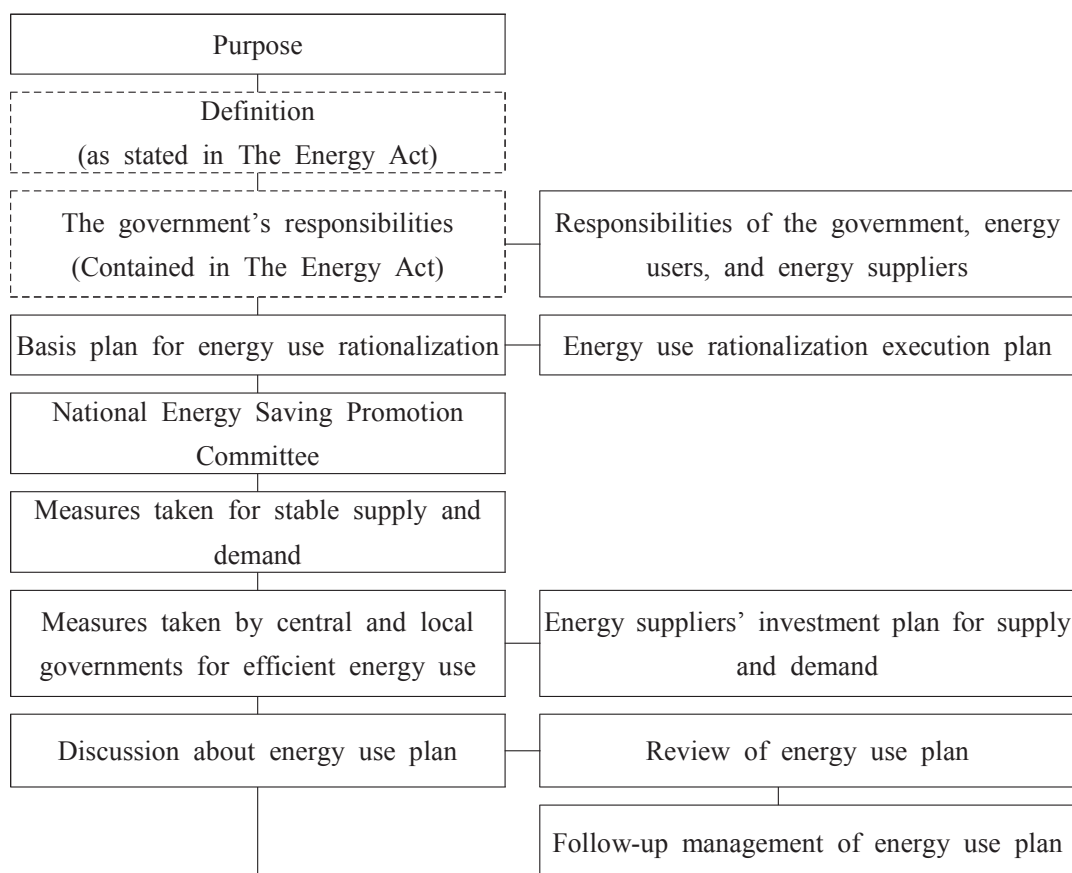 Purpose
Definition
(as stated in The Energy Act)
The government's responsibilities
(Contained in The Energy Act)
Responsibilities of the government, energy
users, and energy suppliers
Basis plan for energy use rationalization
Energy use rationalization execution plan
National Energy Saving Promotion
Committee
Measures taken for stable supply and
demand
Measures taken by central and local
governments for efficient energy use
Energy suppliers' investment plan for supply
and demand
Discussion about energy use plan
Review of energy use plan
Follow-up management of energy use plan